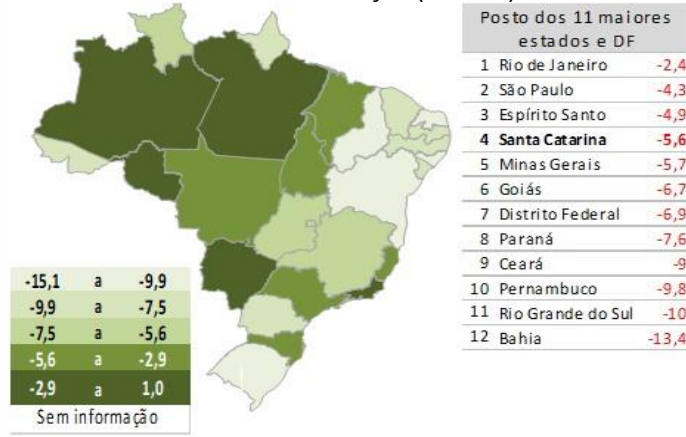 Posto dos 11 maiores
estados e DF
1 Rio de Janeiro -2,4
2 São Paulo -4,3
3 Espírito Santo -4,9
4 Santa Catarina -5,6
5 Minas Gerais -5,7
6 Goiás -6,7
7 Distrito Federal -6,9
8 Paraná -7,6
9 Ceará -9
10 Pernambuco -9,8
11 Rio Grande do Sul -10
12 Bahia -13,4
-15,1 a -9,9
-9,9 a -7,5
-7,5 a -5,6
-5,6 a -2,9
-2,9 a 1,0
Sem informação